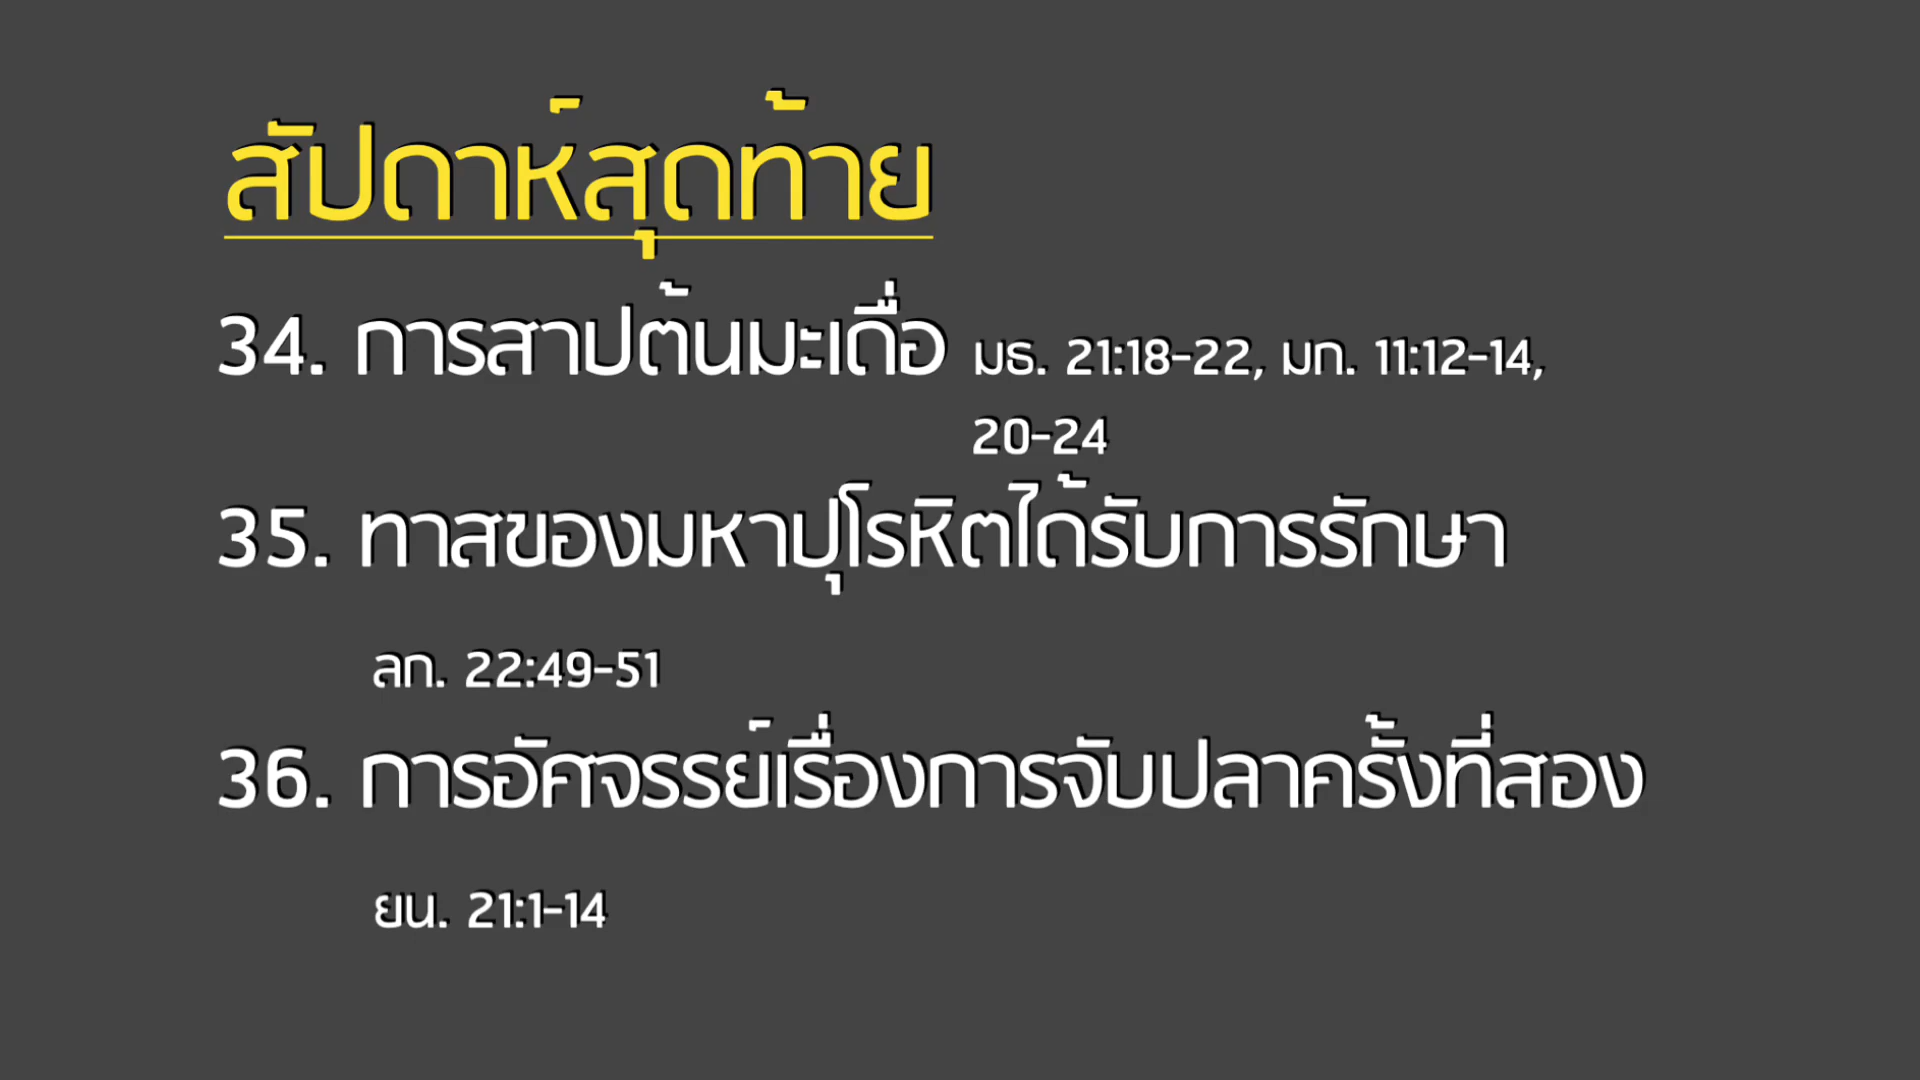 สัปดาห์สุดท้าย
34. การสาปต้นมะเดื่อ มธ. 21:18-22, มก. 11:12-14,
20-24
35. ทาสของมหาปุโรหิตได้รับการรักษา
ลก. 22:49-51
36. การอัศจรรย์เรื่องการจับปลาครั้งที่สอง
ยน. 21:1-14